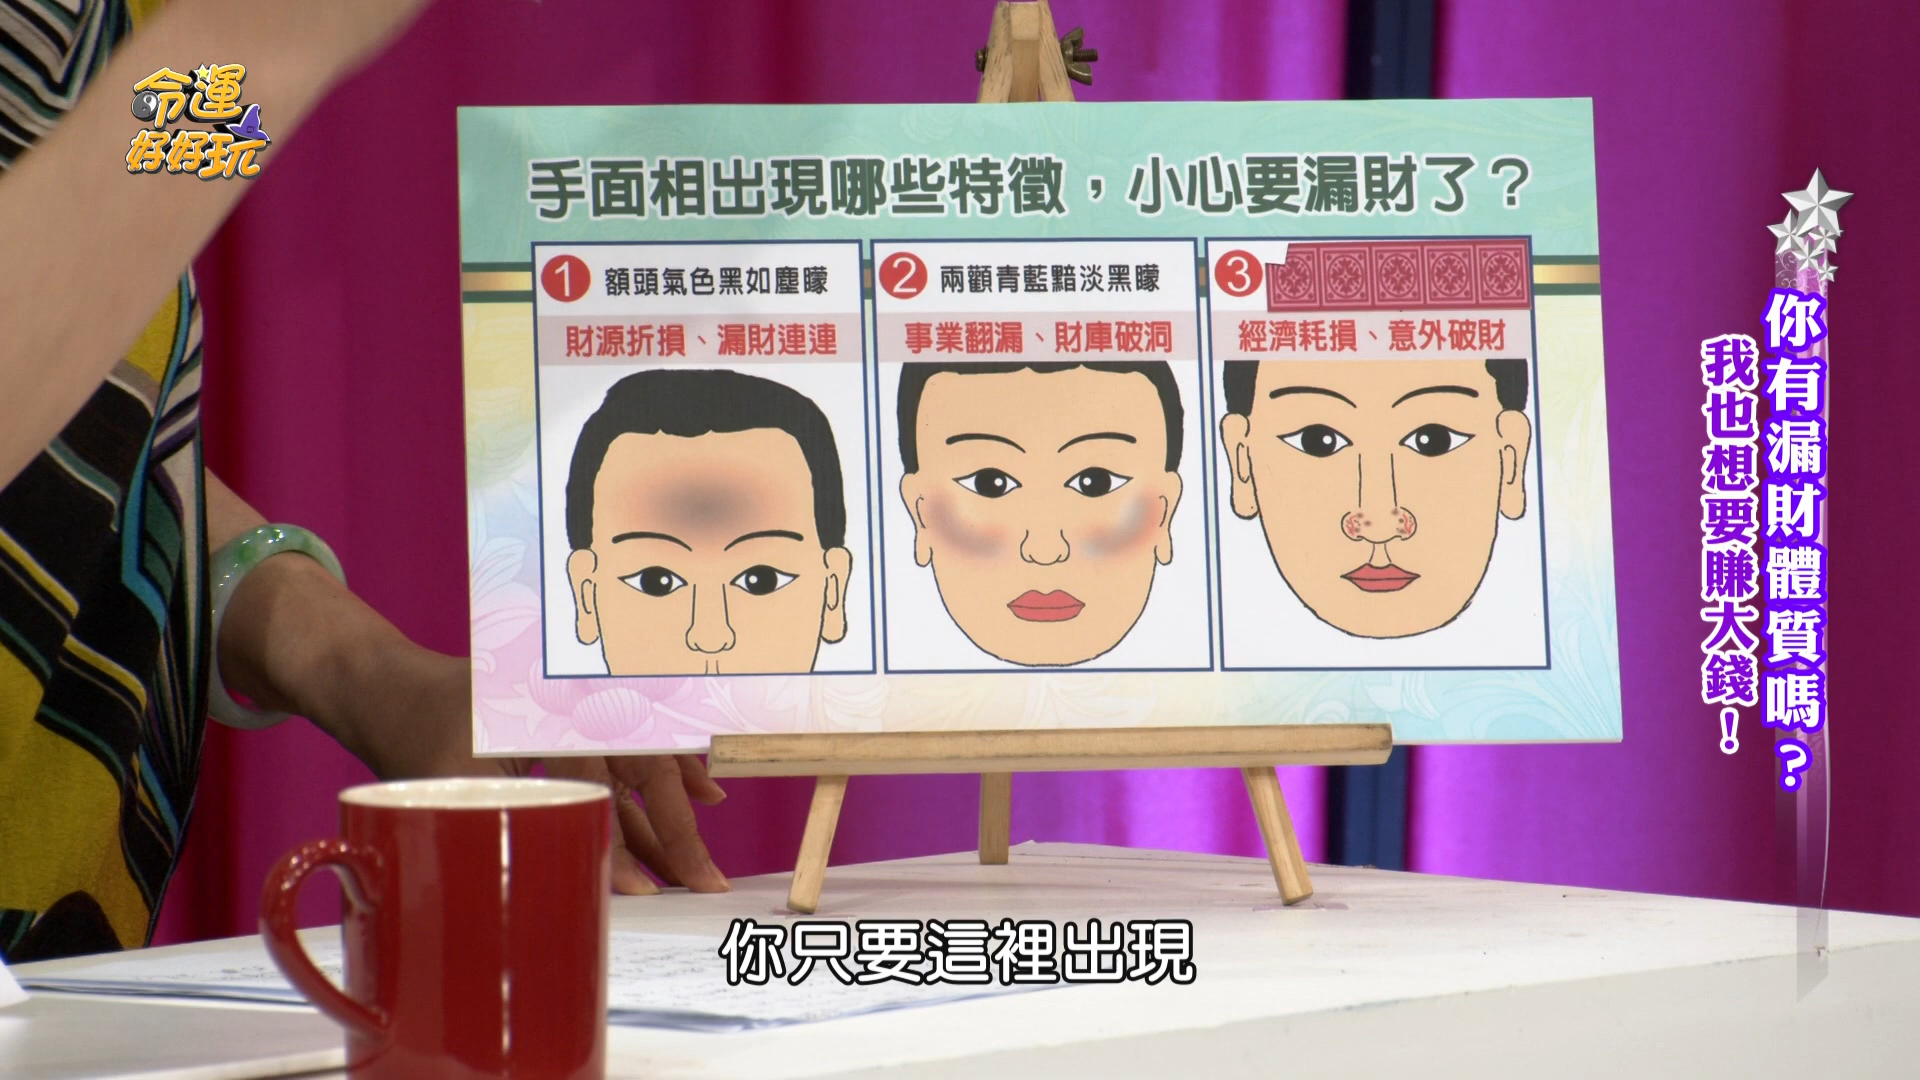 命運
好好玩
手面相出現哪些特徵，小心要漏財了？
1 額頭氣色黑如塵矇
財源折損、漏財連連
2 兩顴青藍黯淡黑矇
事業翻漏、財庫破洞
3
經濟耗損、意外破財
你有漏財體質嗎？
我也想要賺大錢！
你只要這裡出現